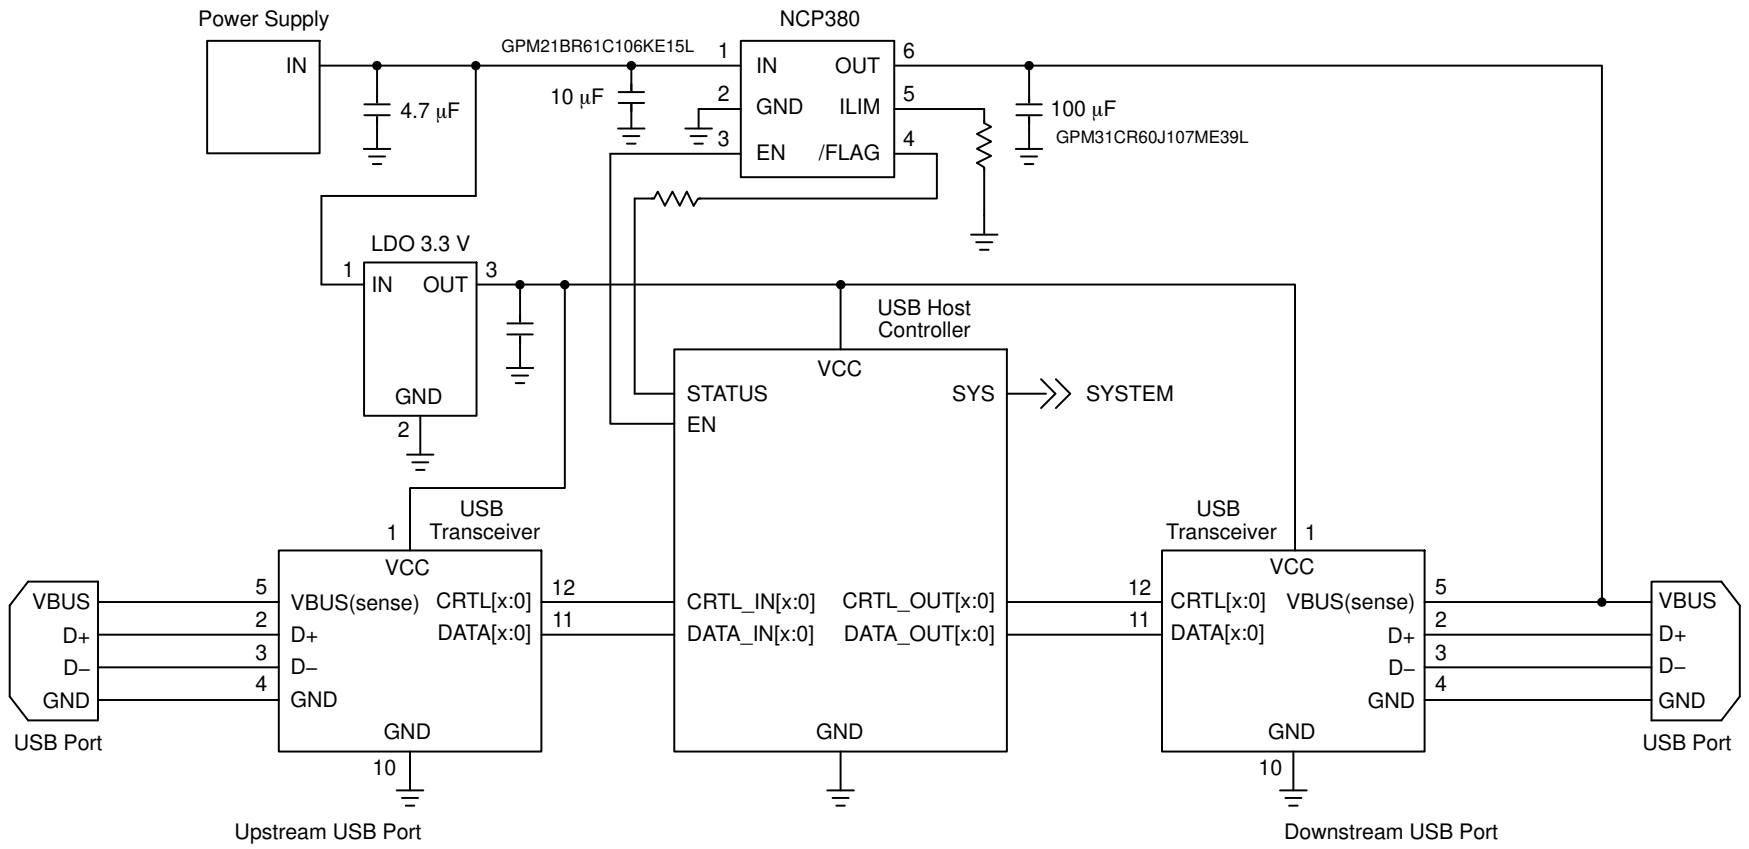 Power Supply
IN
4.7 μF
GPM21BR61C106KE15L
10 μF
NCP380
1
2
3
IN
GND
EN
OUT
ILIM
/FLAG
6
5
4
100 μF
GPM31CR60J107ME39L
LDO 3.3 V
1
IN
OUT
3
GND
2
USB Host
Controller
VCC
STATUS
EN
SYS
SYSTEM
CRTL_IN[x:0]
DATA_IN[x:0]
CRTL_OUT[x:0]
DATA_OUT[x:0]
GND
USB
Transceiver
1
VCC
VBUS(sense)
D+
D–
GND
CRTL[x:0]
DATA[x:0]
12
11
GND
10
5
2
3
4
VBUS
D+
D–
GND
USB Port
Upstream USB Port
USB
Transceiver
1
VCC
12
11
CRTL[x:0]
DATA[x:0]
VBUS(sense)
D+
D–
GND
GND
10
5
2
3
4
VBUS
D+
D–
GND
USB Port
Downstream USB Port